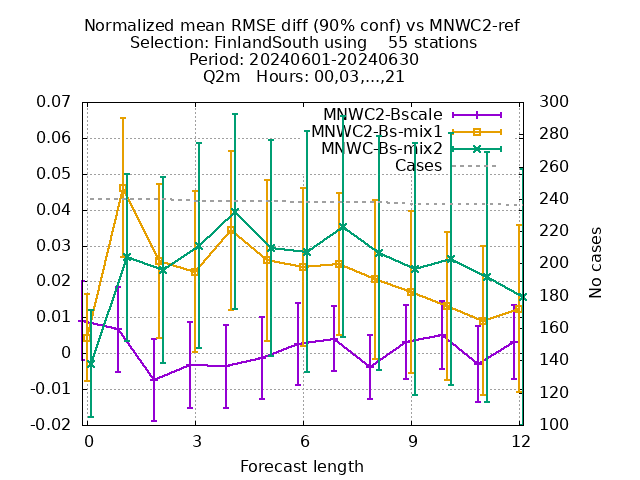 Normalized mean RMSE diff (90% conf) vs MNWC2-ref
Selection: FinlandSouth using    55 stations
Period: 20240601-20240630
Q2m   Hours: 00,03,...,21
MNWC2-Bscale
MNWC2-Bs-mix1
MNWC-Bs-mix2
Cases
0.07
0.06
0.05
0.04
0.03
0.02
0.01
0
-0.01
-0.02
300
280
260
240
220
200
180
160
140
120
100
No cases
0 3 6 9 12
Forecast length